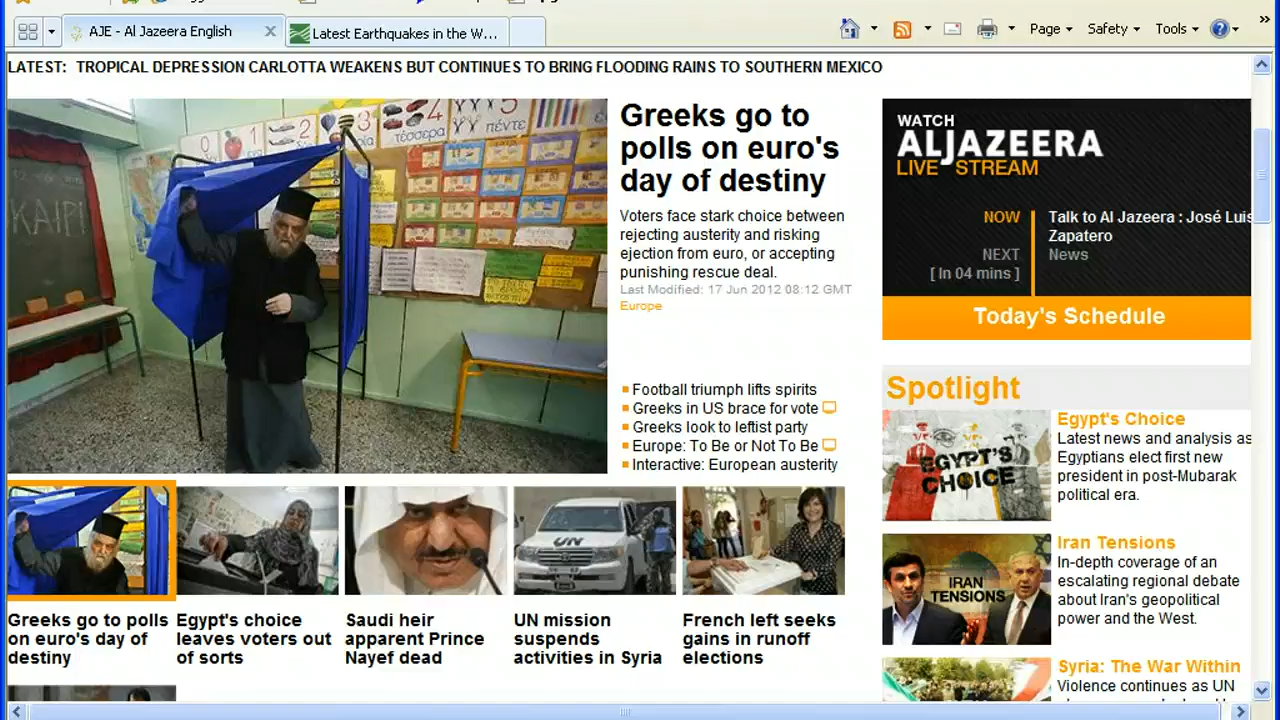 AJE - Al Jazeera English
Latest Earthquakes in the W...
Page
Safety
Tools
LATEST: TROPICAL DEPRESSION CARLOTTA WEAKENS BUT CONTINUES TO BRING FLOODING RAINS TO SOUTHERN MEXICO
0 1 2 3 4 5
τέσσερα πέντε
ΚΑΙΡΙ
Greeks go to
polls on euro's
day of destiny
Voters face stark choice between
rejecting austerity and risking
ejection from euro, or accepting
punishing rescue deal.
Last Modified: 17 Jun 2012 08:12 GMT
Europe
Football triumph lifts spirits
Greeks in US brace for vote
Greeks look to leftist party
Europe: To Be or Not To Be
Interactive: European austerity
WATCH
ALJAZEERA
LIVE STREAM
NOW Talk to Al Jazeera : José Luis
Zapatero
NEXT News
[ In 04 mins ]
Today's Schedule
Spotlight
EGYPT'S
CHOICE
Egypt's Choice
Latest news and analysis as
Egyptians elect first new
president in post-Mubarak
political era.
IRAN
TENSIONS
Iran Tensions
In-depth coverage of an
escalating regional debate
about Iran's geopolitical
power and the West.
Syria: The War Within
Violence continues as UN
UN
Greeks go to polls
on euro's day of
destiny
Egypt's choice
leaves voters out
of sorts
Saudi heir
apparent Prince
Nayef dead
UN mission
suspends
activities in Syria
French left seeks
gains in runoff
elections